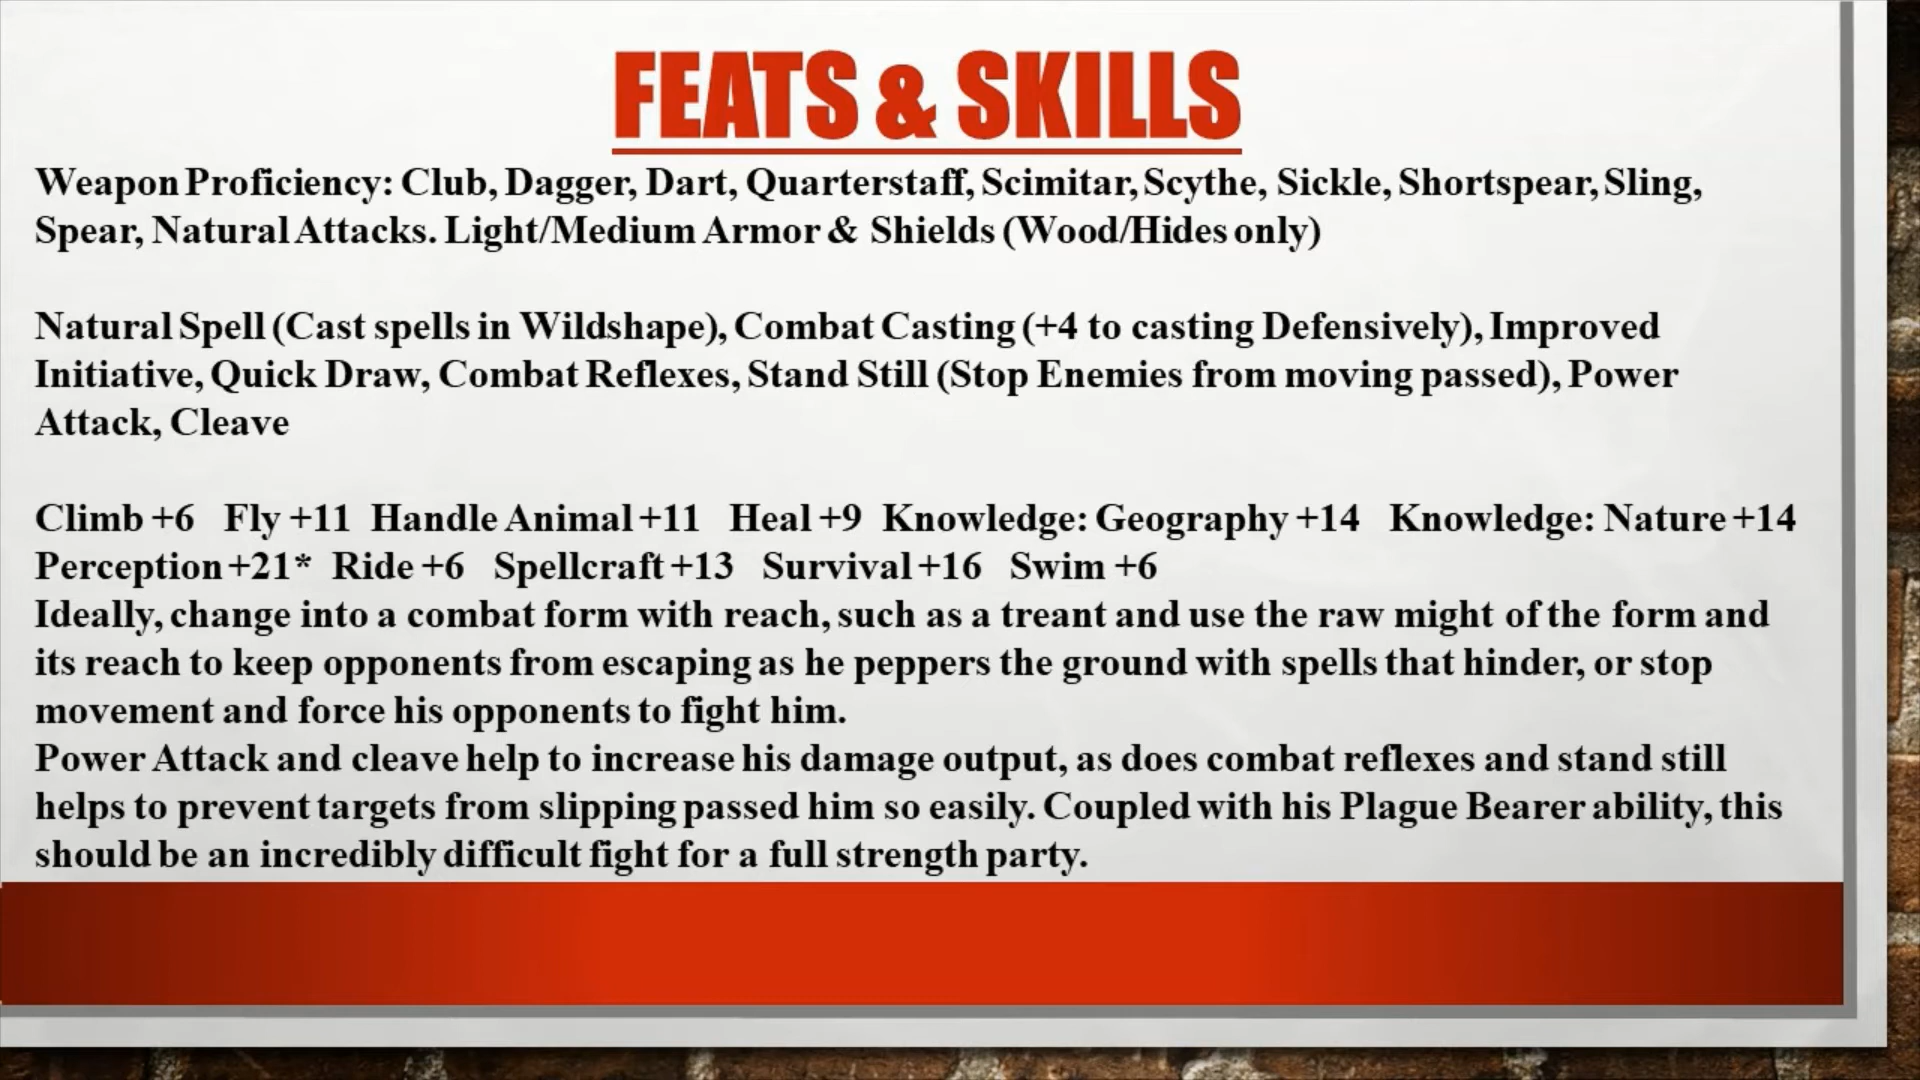 FEATS & SKILLS
Weapon Proficiency: Club, Dagger, Dart, Quarterstaff, Scimitar, Scythe, Sickle, Shortspear, Sling,
Spear, Natural Attacks. Light/Medium Armor & Shields (Wood/Hides only)
Natural Spell (Cast spells in Wildshape), Combat Casting (+4 to casting Defensively), Improved
Initiative, Quick Draw, Combat Reflexes, Stand Still (Stop Enemies from moving passed), Power
Attack, Cleave
Climb +6 Fly +11 Handle Animal +11 Heal +9 Knowledge: Geography +14 Knowledge: Nature +14
Perception +21* Ride +6 Spellcraft +13 Survival +16 Swim +6
Ideally, change into a combat form with reach, such as a treant and use the raw might of the form and
its reach to keep opponents from escaping as he peppers the ground with spells that hinder, or stop
movement and force his opponents to fight him.
Power Attack and cleave help to increase his damage output, as does combat reflexes and stand still
helps to prevent targets from slipping passed him so easily. Coupled with his Plague Bearer ability, this
should be an incredibly difficult fight for a full strength party.